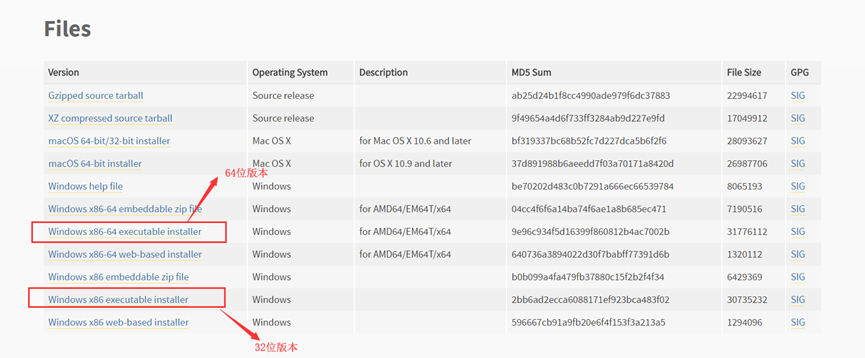 Files
Version Operating System Description MD5 Sum File Size GPG
Gzipped source tarball Source release ab25d24b1f8cc4990ade979f6dc37883 22994617 SIG
XZ compressed source tarball Source release 9f49654a4d6f733ff3284ab9d227e9fd 17049912 SIG
macOS 64-bit/32-bit installer Mac OS X for Mac OS X 10.6 and later bf319337bc68b52fc7d227dca5b6f2f6 28093627 SIG
macOS 64-bit installer Mac OS X for OS X 10.9 and later 37d891988b6aeedd7f03a70171a8420d 26987706 SIG
64位版本
Windows help file Windows be70202d483c0b7291a666ec66539784 8065193 SIG
Windows x86-64 embeddable zip file Windows for AMD64/EM64T/x64 04cc4f6f6a14ba74f6ae1a8b685ec471 7190516 SIG
Windows x86-64 executable installer Windows for AMD64/EM64T/x64 9e96c934f5d16399f860812b4ac7002b 31776112 SIG
Windows x86-64 web-based installer Windows for AMD64/EM64T/x64 640736a3894022d30f7babff77391d6b 1320112 SIG
Windows x86 embeddable zip file Windows b0b099a4fa479fb37880c15f2b2f4f34 6429369 SIG
Windows x86 executable installer Windows 2bb6ad2ecca6088171ef923bca483f02 30735232 SIG
Windows x86 web-based installer Windows 596667cb91a9fb20e6f4f153f3a213a5 1294096 SIG
32位版本